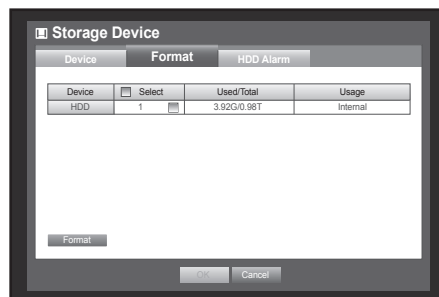 Storage Device
Device Format HDD Alarm
Device Select Used/Total Usage
HDD 1 3.92G/0.98T Internal
Format
OK Cancel